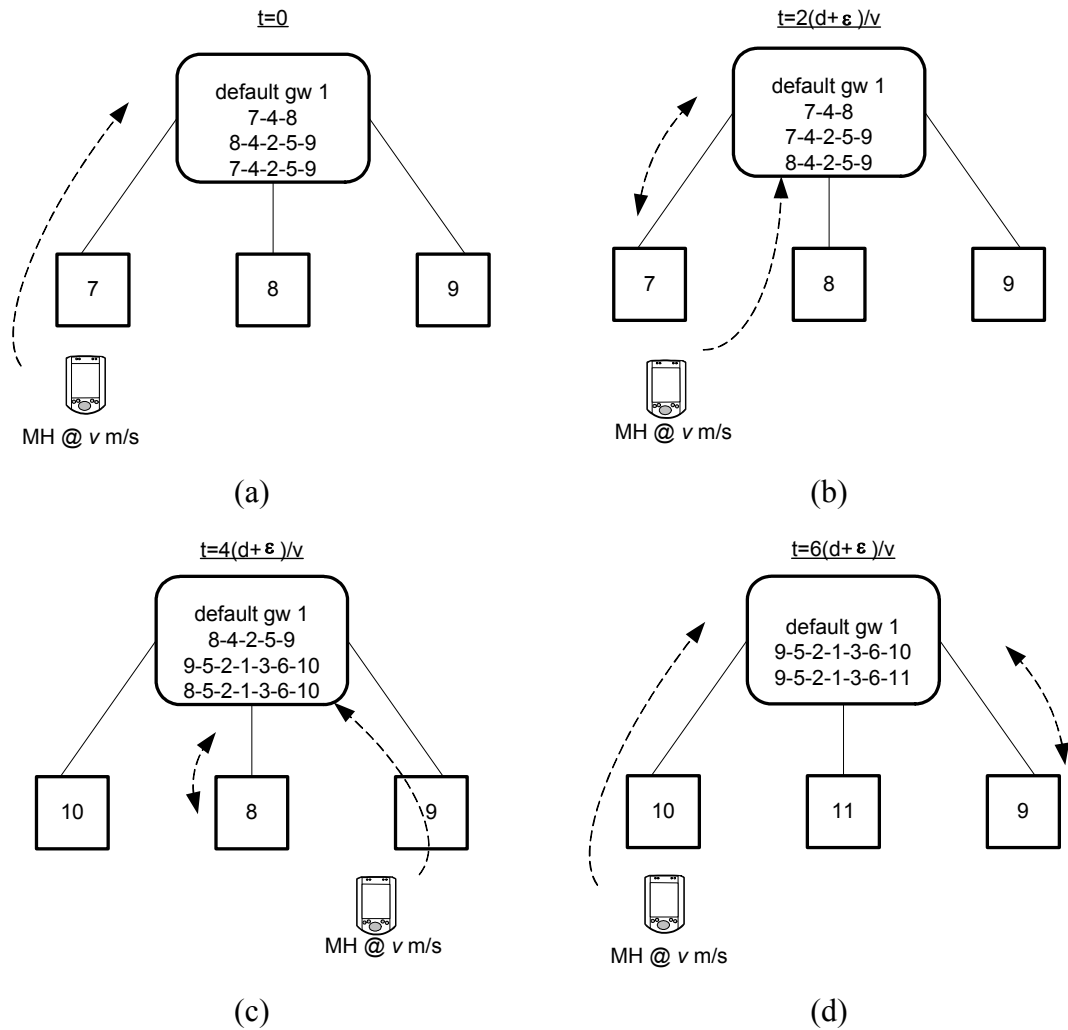 t=0
default gw 1
7-4-8
8-4-2-5-9
7-4-2-5-9
7
8
9
MH @ v m/s
(a)
t=2(d+ε)/v
default gw 1
7-4-8
7-4-2-5-9
8-4-2-5-9
7
8
9
MH @ v m/s
(b)
t=4(d+ε)/v
default gw 1
8-4-2-5-9
9-5-2-1-3-6-10
8-5-2-1-3-6-10
10
8
9
MH @ v m/s
(c)
t=6(d+ε)/v
default gw 1
9-5-2-1-3-6-10
9-5-2-1-3-6-11
10
11
9
MH @ v m/s
(d)